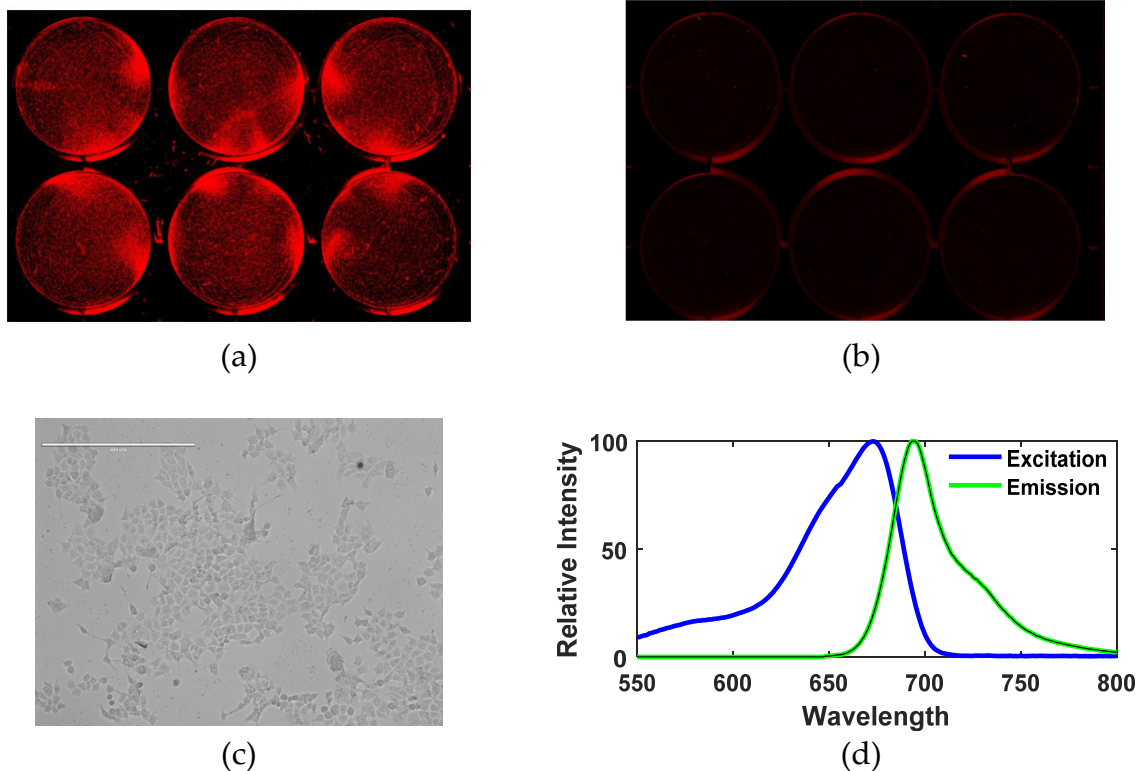 (a)
(b)
(c)
100
50
0
Relative Intensity
Excitation
Emission
550 600 650 700 750 800
Wavelength
(d)